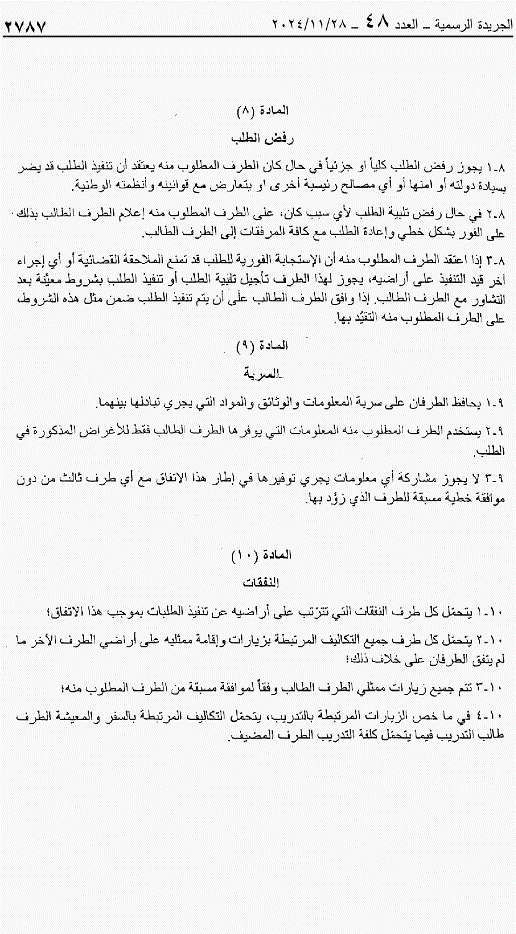 الجريدة الرسمية – العدد ٤٨ – ٢٠٢٤/١١/٢٨
٢٧٨٧
المادة (٨)
رفض الطلب
٨-١ يجوز رفض الطلب كلياً او جزئياً في حال كان الطرف المطلوب منه يعتقد أن تنفيذ الطلب قد يضر
بسيادة دولته أو امنها أو أي مصالح رئيسية أخرى او يتعارض مع قوانينه وأنظمته الوطنية.
٨-٢ في حال رفض تلبية الطلب لأي سبب كان، على الطرف المطلوب منه إعلام الطرف الطالب بذلك
على الفور بشكل خطي وإعادة الطلب مع كافة المرفقات إلى الطرف الطالب.
٨-٣ إذا اعتقد الطرف المطلوب منه أن الإستجابة الفورية للطلب قد تمنع الملاحقة القضائية أو أي إجراء
آخر قيد التنفيذ على أراضيه، يجوز لهذا الطرف تأجيل تلبية الطلب أو تنفيذ الطلب بشروط معيّنة بعد
التشاور مع الطرف الطالب. إذا وافق الطرف الطالب على أن يتم تنفيذ الطلب ضمن مثل هذه الشروط،
على الطرف المطلوب منه التقيّد بها.
المادة (٩)
السرية
٩-١ يحافظ الطرفان على سرية المعلومات والوثائق والمواد التي يجري تبادلها بينهما.
٩-٢ يستخدم الطرف المطلوب منه المعلومات التي يوفرها الطرف الطالب فقط للأغراض المذكورة في
الطلب.
٩-٣ لا يجوز مشاركة أي معلومات يجري توفيرها في إطار هذا الاتفاق مع أي طرف ثالث من دون
موافقة خطية مسبقة للطرف الذي زوّد بها.
المادة (١٠)
النفقات
١٠-١ يتحمّل كل طرف النفقات التي تترتب على أراضيه عن تنفيذ الطلبات بموجب هذا الاتفاق؛
١٠-٢ يتحمّل كل طرف جميع التكاليف المرتبطة بزيارات وإقامة ممثليه على أراضي الطرف الآخر ما
لم يتفق الطرفان على خلاف ذلك؛
١٠-٣ تتم جميع زيارات ممثلي الطرف الطالب وفقاً لموافقة مسبقة من الطرف المطلوب منه؛
١٠-٤ في ما خص الزيارات المرتبطة بالتدريب، يتحمّل التكاليف المرتبطة بالسفر والمعيشة الطرف
طالب التدريب فيما يتحمّل كلفة التدريب الطرف المضيف.